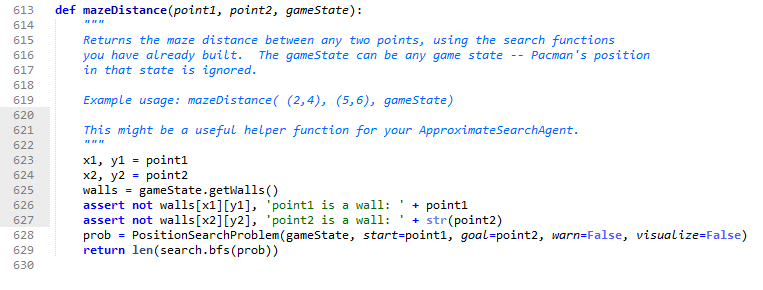 613 def mazeDistance(point1, point2, gameState):
614 """
615 Returns the maze distance between any two points, using the search functions
616 you have already built.  The gameState can be any game state -- Pacman's position
617 in that state is ignored.
618
619 Example usage: mazeDistance( (2,4), (5,6), gameState)
620
621 This might be a useful helper function for your ApproximateSearchAgent.
622 """
623 x1, y1 = point1
624 x2, y2 = point2
625 walls = gameState.getWalls()
626 assert not walls[x1][y1], 'point1 is a wall: ' + point1
627 assert not walls[x2][y2], 'point2 is a wall: ' + str(point2)
628 prob = PositionSearchProblem(gameState, start=point1, goal=point2, warn=False, visualize=False)
629 return len(search.bfs(prob))
630